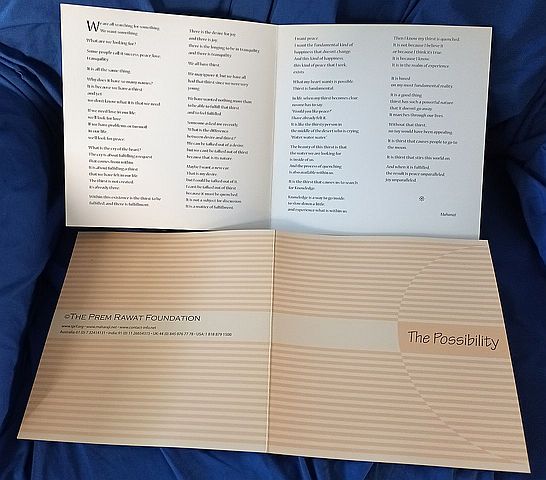 We are all searching for something.
We want something.
What are we looking for?
Some people call it success, peace, love,
tranquility.
It is all the same thing.
Why does it have so many names?
It is because we have a thirst
and yet
we don't know what it is that we need
If we need love in our life
we'll look for love
If we have problems or turmoil
in our life
we'll look for peace.
What is the cry of the heart?
The cry is about fulfilling a request
that comes from within
It is about fulfilling a thirst
that we have felt in our life
The thirst is not created
it's already there.
Within this existence is the thirst to be
fulfilled, and there is fulfillment.
There is the desire for joy
and there is joy
there is the longing to be in tranquility
and there is tranquility
We all have thirst.
We may ignore it, but we have all
had that thirst since we were very
young
We have wanted nothing more than
to be able to fulfill that thirst
and to feel fulfilled
Someone asked me recently
What is the difference
between desire and thirst?
We can be talked out of a desire,
but we can't be talked out of thirst
because that is its nature
Maybe I want a new car
That is my desire
but I could be talked out of it.
I can't be talked out of thirst
because it must be quenched
It is not a subject for discussion
It is a matter of fulfillment.
I want peace
I want the fundamental kind of
happiness that doesn't change
And this kind of happiness,
this kind of peace that I seek,
exists
What my heart wants is possible.
Thirst is fundamental.
In life, when my thirst becomes clear
no one has to say
"Would you like peace?"
I have already felt it
It is like the thirsty person in
the middle of the desert who is crying
'Water water water'
The beauty of this thirst is that
the water we are looking for
is inside of us
And the process of quenching
is also available to us
It is the thirst that causes us to search
for Knowledge.
Knowledge is a way to go inside
to slow down a little
and experience what is within us
Then I know my thirst is quenched
It is not because I believe it
or because I think it's true
It is because I know.
It is in the realm of experience
It is based
on my most fundamental reality.
It is a good thing
thirst has such a powerful nature
that it doesn't go away
It marches through our lives.
Without that thirst
no joy would have been appealing.
It is thirst that causes people to go to
the moon.
It is thirst that stirs this world on
And when it is fulfilled,
the result is peace unparalleled
joy unparalleled
Maharaji
©THE PREM RAWAT FOUNDATION
www.tprf.org • www.maharaji.net • www.contact-info.net
The Possibility